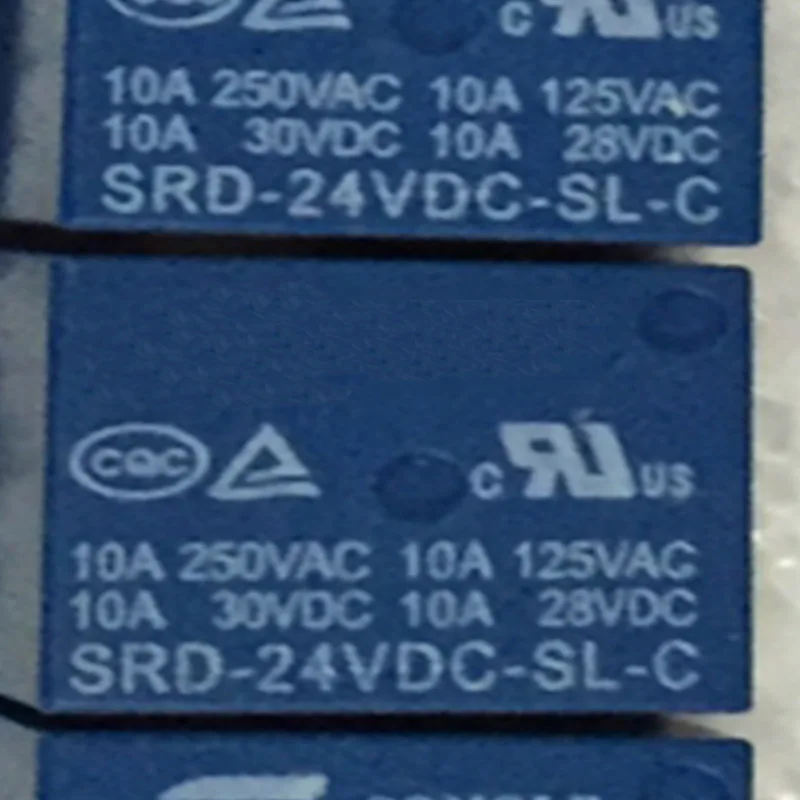 C US
10A 250VAC 10A 125VAC
10A 30VDC 10A 28VDC
SRD-24VDC-SL-C
CQC C RU US
10A 250VAC 10A 125VAC
10A 30VDC 10A 28VDC
SRD-24VDC-SL-C